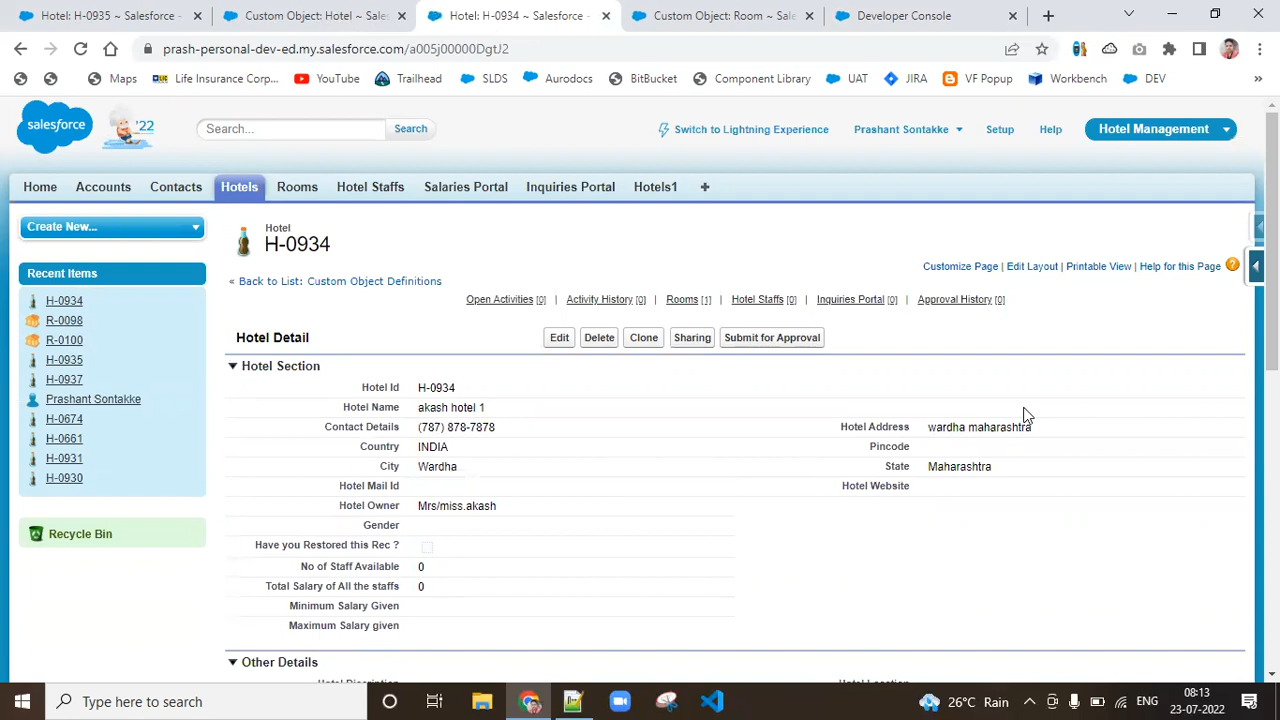 Hotel: H-0935 ~ Salesforce -
Custom Object: Hotel ~ Sales
Hotel: H-0934 ~ Salesforce -
Custom Object: Room ~ Sale
Developer Console
prash-personal-dev-ed.my.salesforce.com/a005j00000DgtJ2
Maps
Life Insurance Corp...
YouTube
Trailhead
SLDS
Aurodocs
BitBucket
Component Library
UAT
JIRA
VF Popup
Workbench
DEV
»
salesforce
'22
Search...
Search
Switch to Lightning Experience
Prashant Sontakke
Setup
Help
Hotel Management
Home
Accounts
Contacts
Hotels
Rooms
Hotel Staffs
Salaries Portal
Inquiries Portal
Hotels1
+
Create New...
Recent Items
H-0934
R-0098
R-0100
H-0935
H-0937
Prashant Sontakke
H-0674
H-0661
H-0931
H-0930
Recycle Bin
Hotel
H-0934
Customize Page | Edit Layout | Printable View | Help for this Page ?
« Back to List: Custom Object Definitions
Open Activities [0]
Activity History [0]
Rooms [1]
Hotel Staffs [0]
Inquiries Portal [0]
Approval History [0]
Hotel Detail
Edit
Delete
Clone
Sharing
Submit for Approval
Hotel Section
Hotel Id H-0934
Hotel Name akash hotel 1
Contact Details (787) 878-7878 Hotel Address wardha maharashtra
Country INDIA Pincode
City Wardha State Maharashtra
Hotel Mail Id Hotel Website
Hotel Owner Mrs/miss.akash
Gender
Have you Restored this Rec ?
No of Staff Available 0
Total Salary of All the staffs 0
Minimum Salary Given
Maximum Salary given
Other Details
Type here to search
26°C Rain
ENG
08:13
23-07-2022